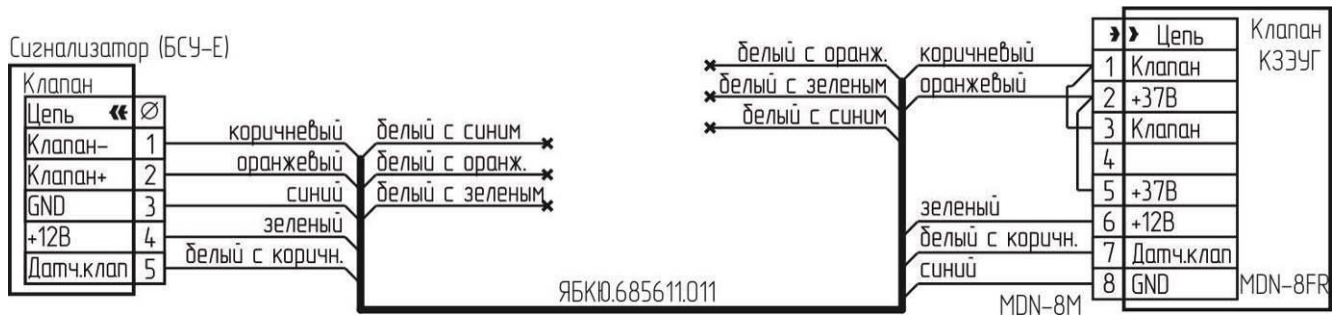 Сигнализатор (БСУ-Е)
Клапан
Цепь
Клапан- 1
Клапан+ 2
GND 3
+12В 4
Датч.клап 5
коричневый
оранжевый
синий
зеленый
белый с коричн.
белый с синим
белый с оранж.
белый с зеленым
ЯБКЮ.685611.011
белый с оранж.
белый с зеленым
белый с синим
коричневый
оранжевый
зеленый
белый с коричн.
синий
MDN-8M
Цепь
1 Клапан
2 +37В
3 Клапан
4
5 +37В
6 +12В
7 Датч.клап
8 GND
Клапан
КЗЭУГ
MDN-8FR